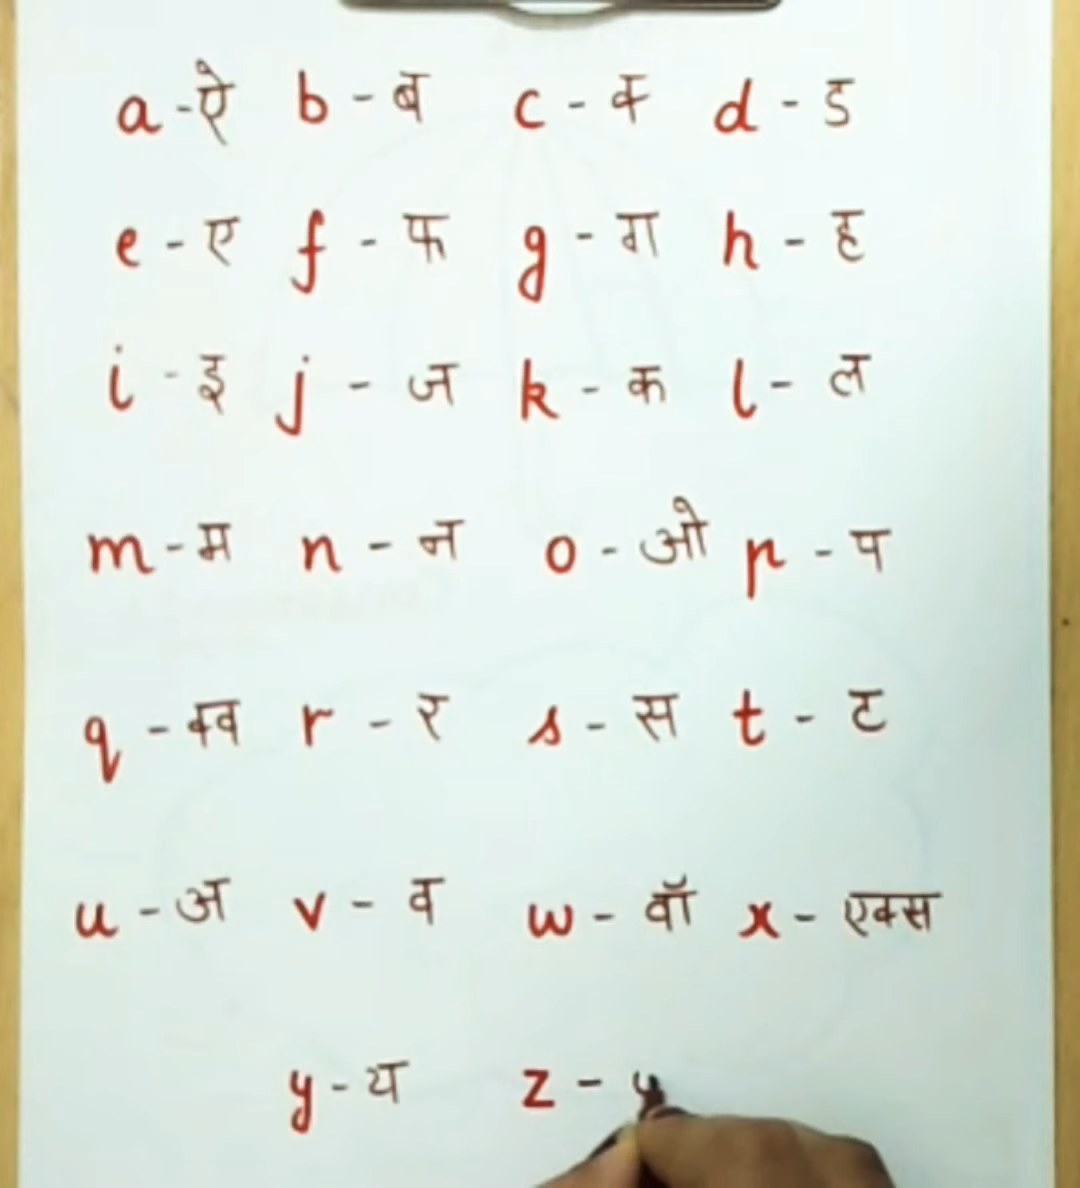 a - ऐ b - ब c - क d - ड
e - ए f - फ g - ग h - ह
i - इ j - ज k - क l - ल
m - म n - न o - ओ p - प
q - क्व r - र s - स t - ट
u - अ v - व w - वॉ x - एक्स
y - य z -